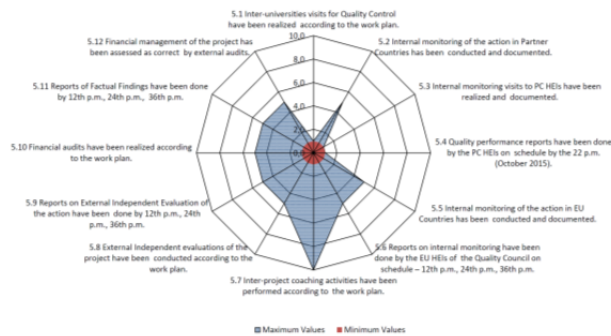 5.1 Inter-universities visits for Quality Control
have been realized according to the work plan.
5.12 Financial management of the project has
been assessed as correct by external audits.
10,0
8,0
6,0
4,0
2,0
0,0
5.2 Internal monitoring of the action in Partner
Countries has been conducted and documented.
5.11 Reports of Factual Findings have been done
by 12th p.m., 24th p.m., 36th p.m.
5.3 Internal monitoring visits to PC HEIs have been
realized and documented.
5.10 Financial audits have been realized according
to the work plan.
5.4 Quality performance reports have been done
by the PC HEIs on schedule by the 22 p.m.
(October 2015).
5.9 Reports on External Independent Evaluation of
the action have been done by 12th p.m., 24th
p.m., 36th p.m.
5.5 Internal monitoring of the action in EU
Countries has been conducted and documented.
5.8 External Independent evaluations of the
project have been conducted according to the
work plan.
5.6 Reports on internal monitoring have been
done by the EU HEIs of the Quality Council on
schedule – 12th p.m., 24th p.m., 36th p.m.
5.7 Inter-project coaching activities have been
performed according to the work plan.
Maximum Values
Minimum Values